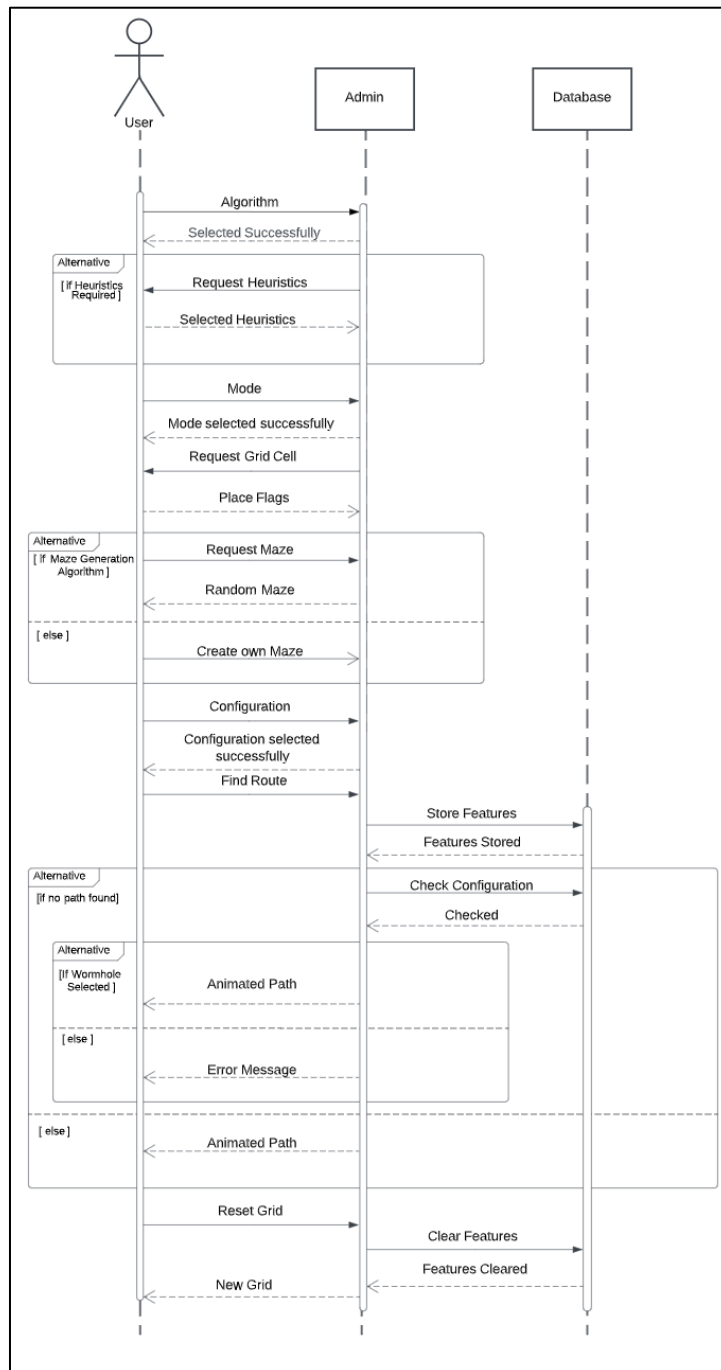 User
Admin
Database
Algorithm
Selected Successfully
Alternative
[ if Heuristics
Required ]
Request Heuristics
Selected Heuristics
Mode
Mode selected successfully
Request Grid Cell
Place Flags
Alternative
[ if Maze Generation
Algorithm ]
Request Maze
Random Maze
[ else ]
Create own Maze
Configuration
Configuration selected
successfully
Find Route
Store Features
Features Stored
Alternative
[if no path found]
Check Configuration
Checked
Alternative
[If Wormhole
Selected ]
Animated Path
[ else ]
Error Message
[ else ]
Animated Path
Reset Grid
Clear Features
Features Cleared
New Grid